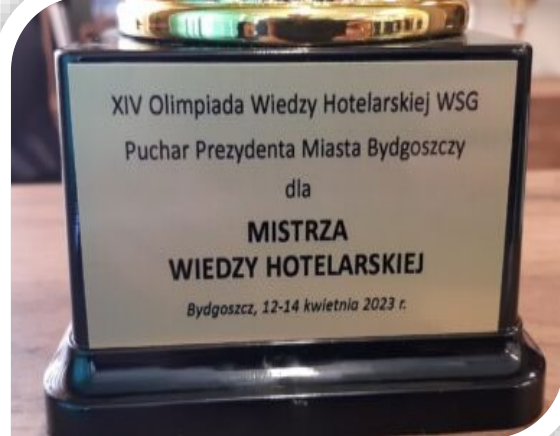 XIV Olimpiada Wiedzy Hotelarskiej WSG
Puchar Prezydenta Miasta Bydgoszczy
dla
MISTRZA
WIEDZY HOTELARSKIEJ
Bydgoszcz, 12-14 kwietnia 2023 r.